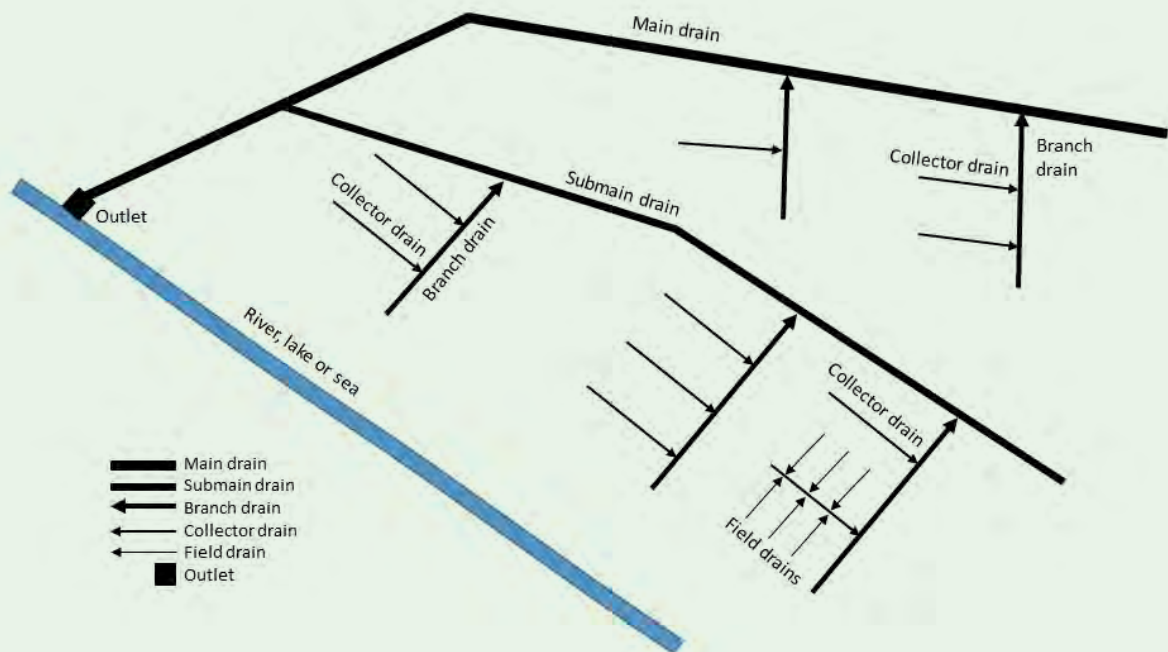 Main drain
Collector drain
Branch
drain
Submain drain
Outlet
Collector drain
Branch drain
River, lake or sea
Collector drain
Field drains
Main drain
Submain drain
Branch drain
Collector drain
Field drain
Outlet